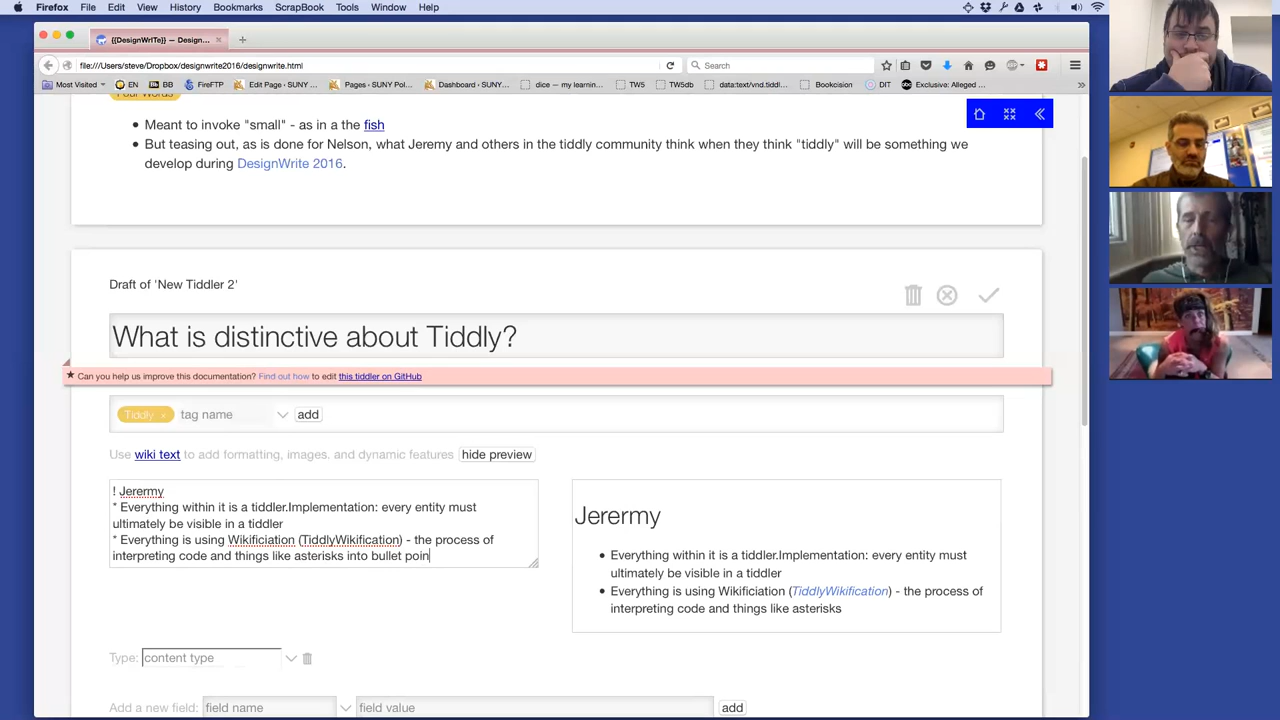 Firefox File Edit View History Bookmarks ScrapBook Tools Window Help
{{DesignWrITe}} — Design...
file:///Users/steve/Dropbox/designwrite2016/designwrite.html
Search
Most Visited EN BB FireFTP Edit Page - SUNY ... Pages - SUNY Pol... Dashboard - SUNY... dice — my learnin... TW5 TW5db data:text/vnd.tiddl... Bookcision DIT Exclusive: Alleged ...
Meant to invoke "small" - as in a the fish
But teasing out, as is done for Nelson, what Jeremy and others in the tiddly community think when they think "tiddly" will be something we
develop during DesignWrite 2016.
Draft of 'New Tiddler 2'
What is distinctive about Tiddly?
Can you help us improve this documentation? Find out how to edit this tiddler on GitHub
Tiddly × tag name add
Use wiki text to add formatting, images, and dynamic features hide preview
! Jerermy
* Everything within it is a tiddler.Implementation: every entity must
ultimately be visible in a tiddler
* Everything is using Wikificiation (TiddlyWikification) - the process of
interpreting code and things like asterisks into bullet poin
Jerermy
Everything within it is a tiddler.Implementation: every entity must
ultimately be visible in a tiddler
Everything is using Wikificiation (TiddlyWikification) - the process of
interpreting code and things like asterisks
Type: content type
Add a new field: field name field value add